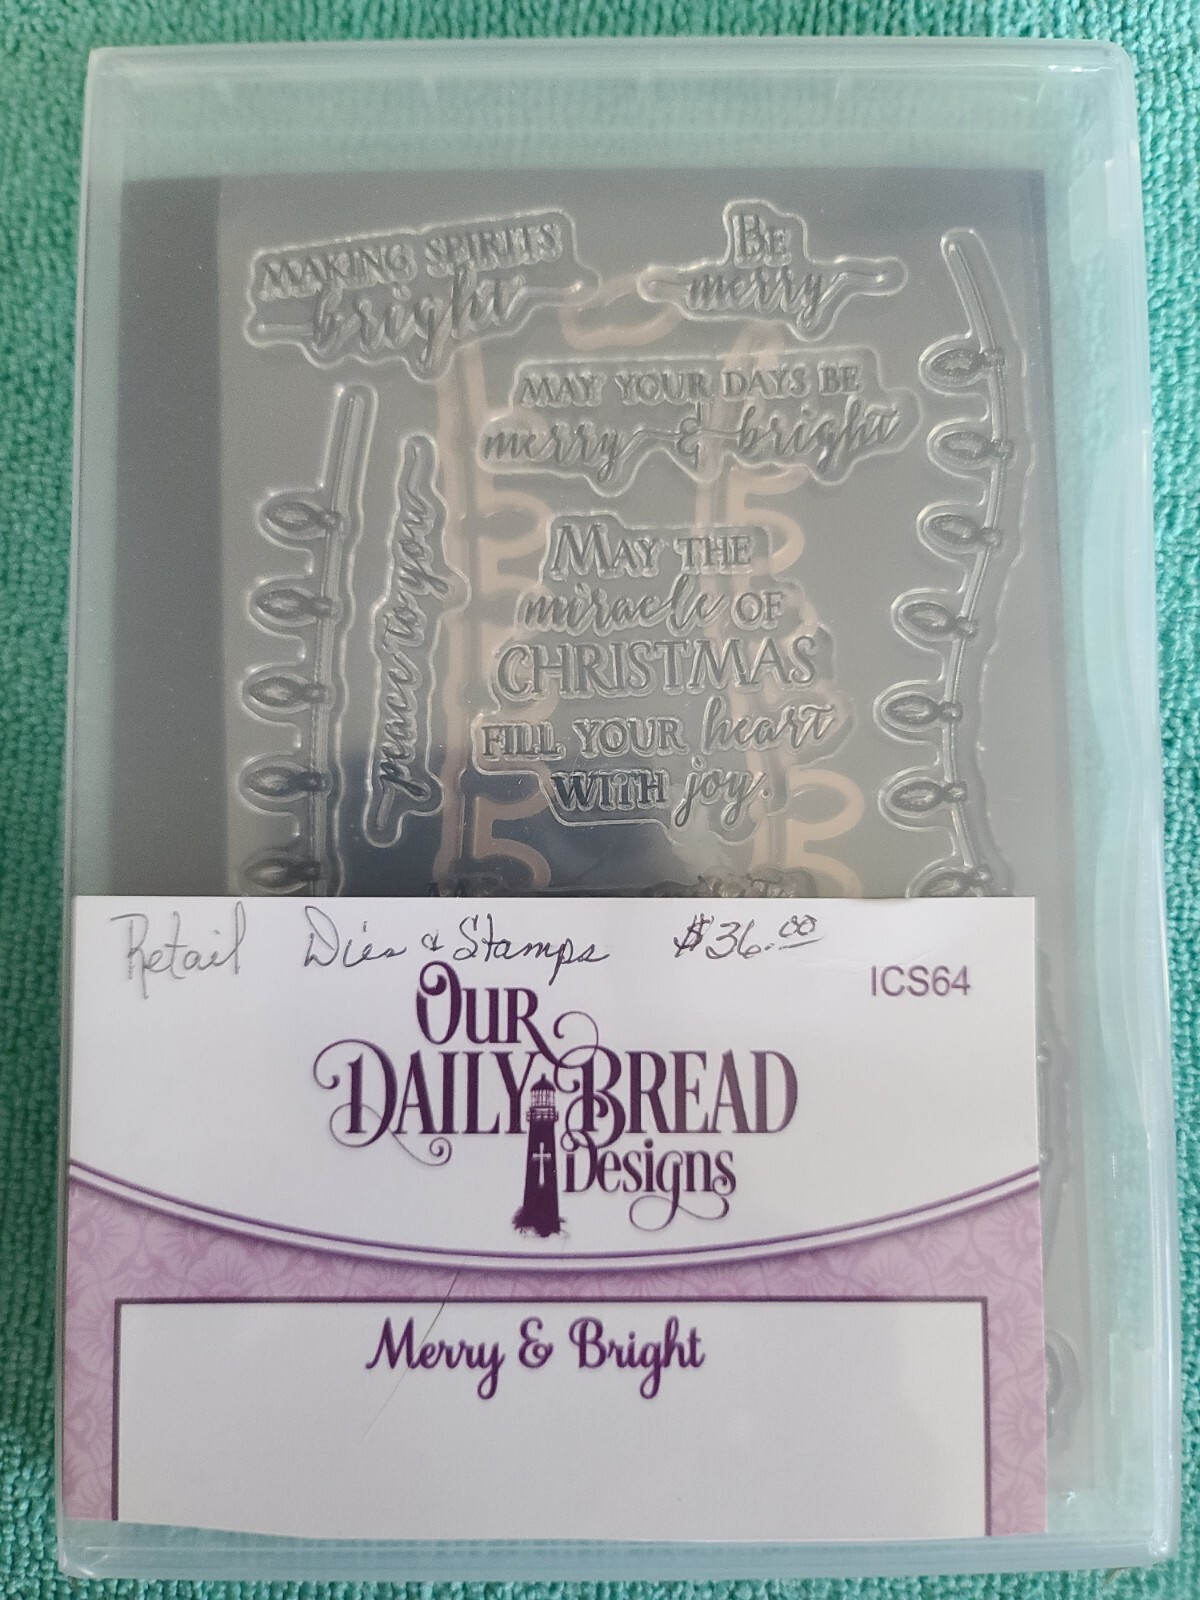 MAKING SPIRITS
bright
BE
merry
MAY YOUR DAYS BE
merry & bright
peace to you
MAY THE
miracle OF
CHRISTMAS
FILL YOUR heart
WITH joy.
Retail Dies & Stamps $36.00
ICS64
OUR
DAILY BREAD
Designs
Merry & Bright